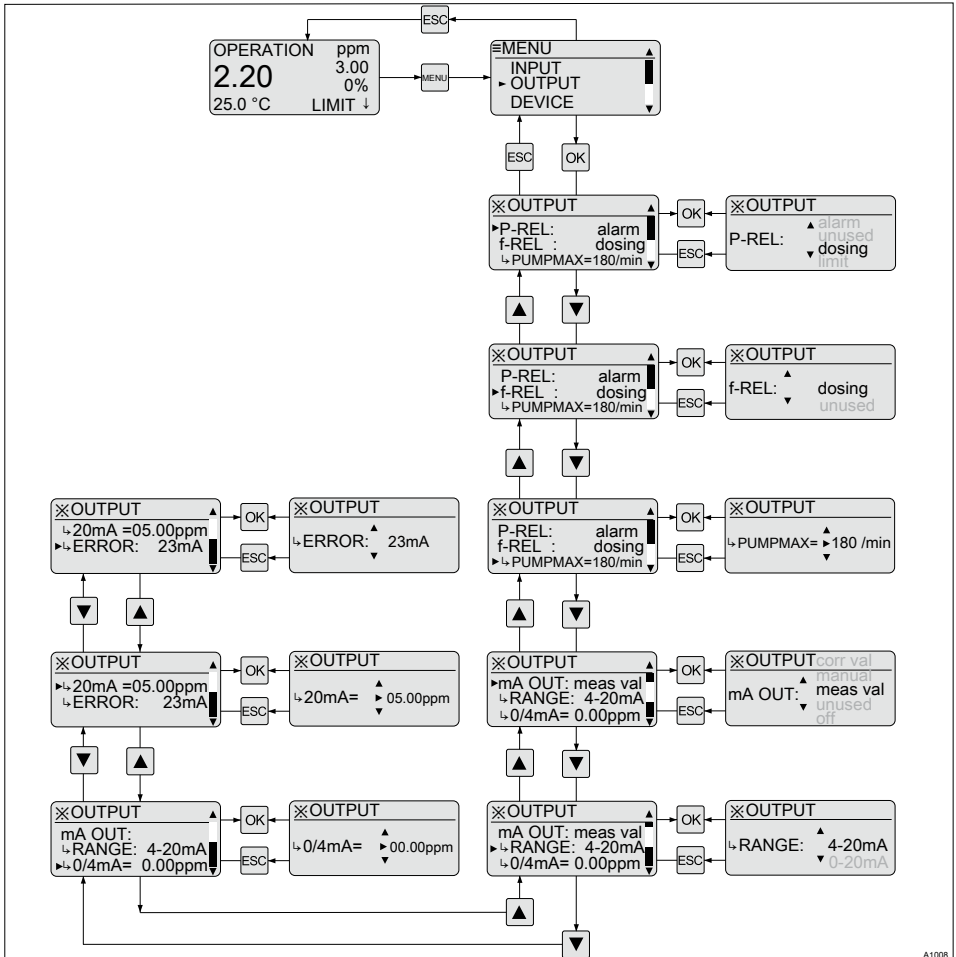 ESC
OPERATION ppm
2.20 3.00
0%
25.0 °C LIMIT ↓
MENU
≡MENU ▲
INPUT
► OUTPUT
DEVICE ▼
ESC
OK
※OUTPUT ▲
►P-REL: alarm
f-REL : dosing
↳PUMPMAX=180/min ▼
OK
ESC
※OUTPUT
▲ alarm
unused
P-REL: dosing
▼ limit
▲
▼
※OUTPUT ▲
P-REL: alarm
►f-REL : dosing
↳PUMPMAX=180/min ▼
OK
ESC
※OUTPUT
▲
f-REL: dosing
▼ unused
▲
▼
※OUTPUT ▲
↳20mA =05.00ppm
►↳ERROR: 23mA
▼
OK
ESC
※OUTPUT
▲
↳ERROR: 23mA
▼
※OUTPUT ▲
P-REL: alarm
f-REL : dosing
►↳PUMPMAX=180/min ▼
OK
ESC
※OUTPUT
▲
↳PUMPMAX= ►180 /min
▼
▼
▲
▲
▼
※OUTPUT ▲
►↳20mA =05.00ppm
↳ERROR: 23mA
▼
OK
ESC
※OUTPUT
▲
↳20mA= ► 05.00ppm
▼
※OUTPUT ▲
►mA OUT: meas val
↳RANGE: 4-20mA
↳0/4mA= 0.00ppm ▼
OK
ESC
※OUTPUT corr val
▲ manual
mA OUT: meas val
▼ unused
off
▼
▲
▲
▼
※OUTPUT ▲
mA OUT:
↳RANGE: 4-20mA
►↳0/4mA= 0.00ppm ▼
OK
ESC
※OUTPUT
▲
↳0/4mA= ► 00.00ppm
▼
※OUTPUT ▲
mA OUT: meas val
►↳RANGE: 4-20mA
↳0/4mA= 0.00ppm ▼
OK
ESC
※OUTPUT
▲
↳RANGE: 4-20mA
▼ 0-20mA
▲
▼
A1008